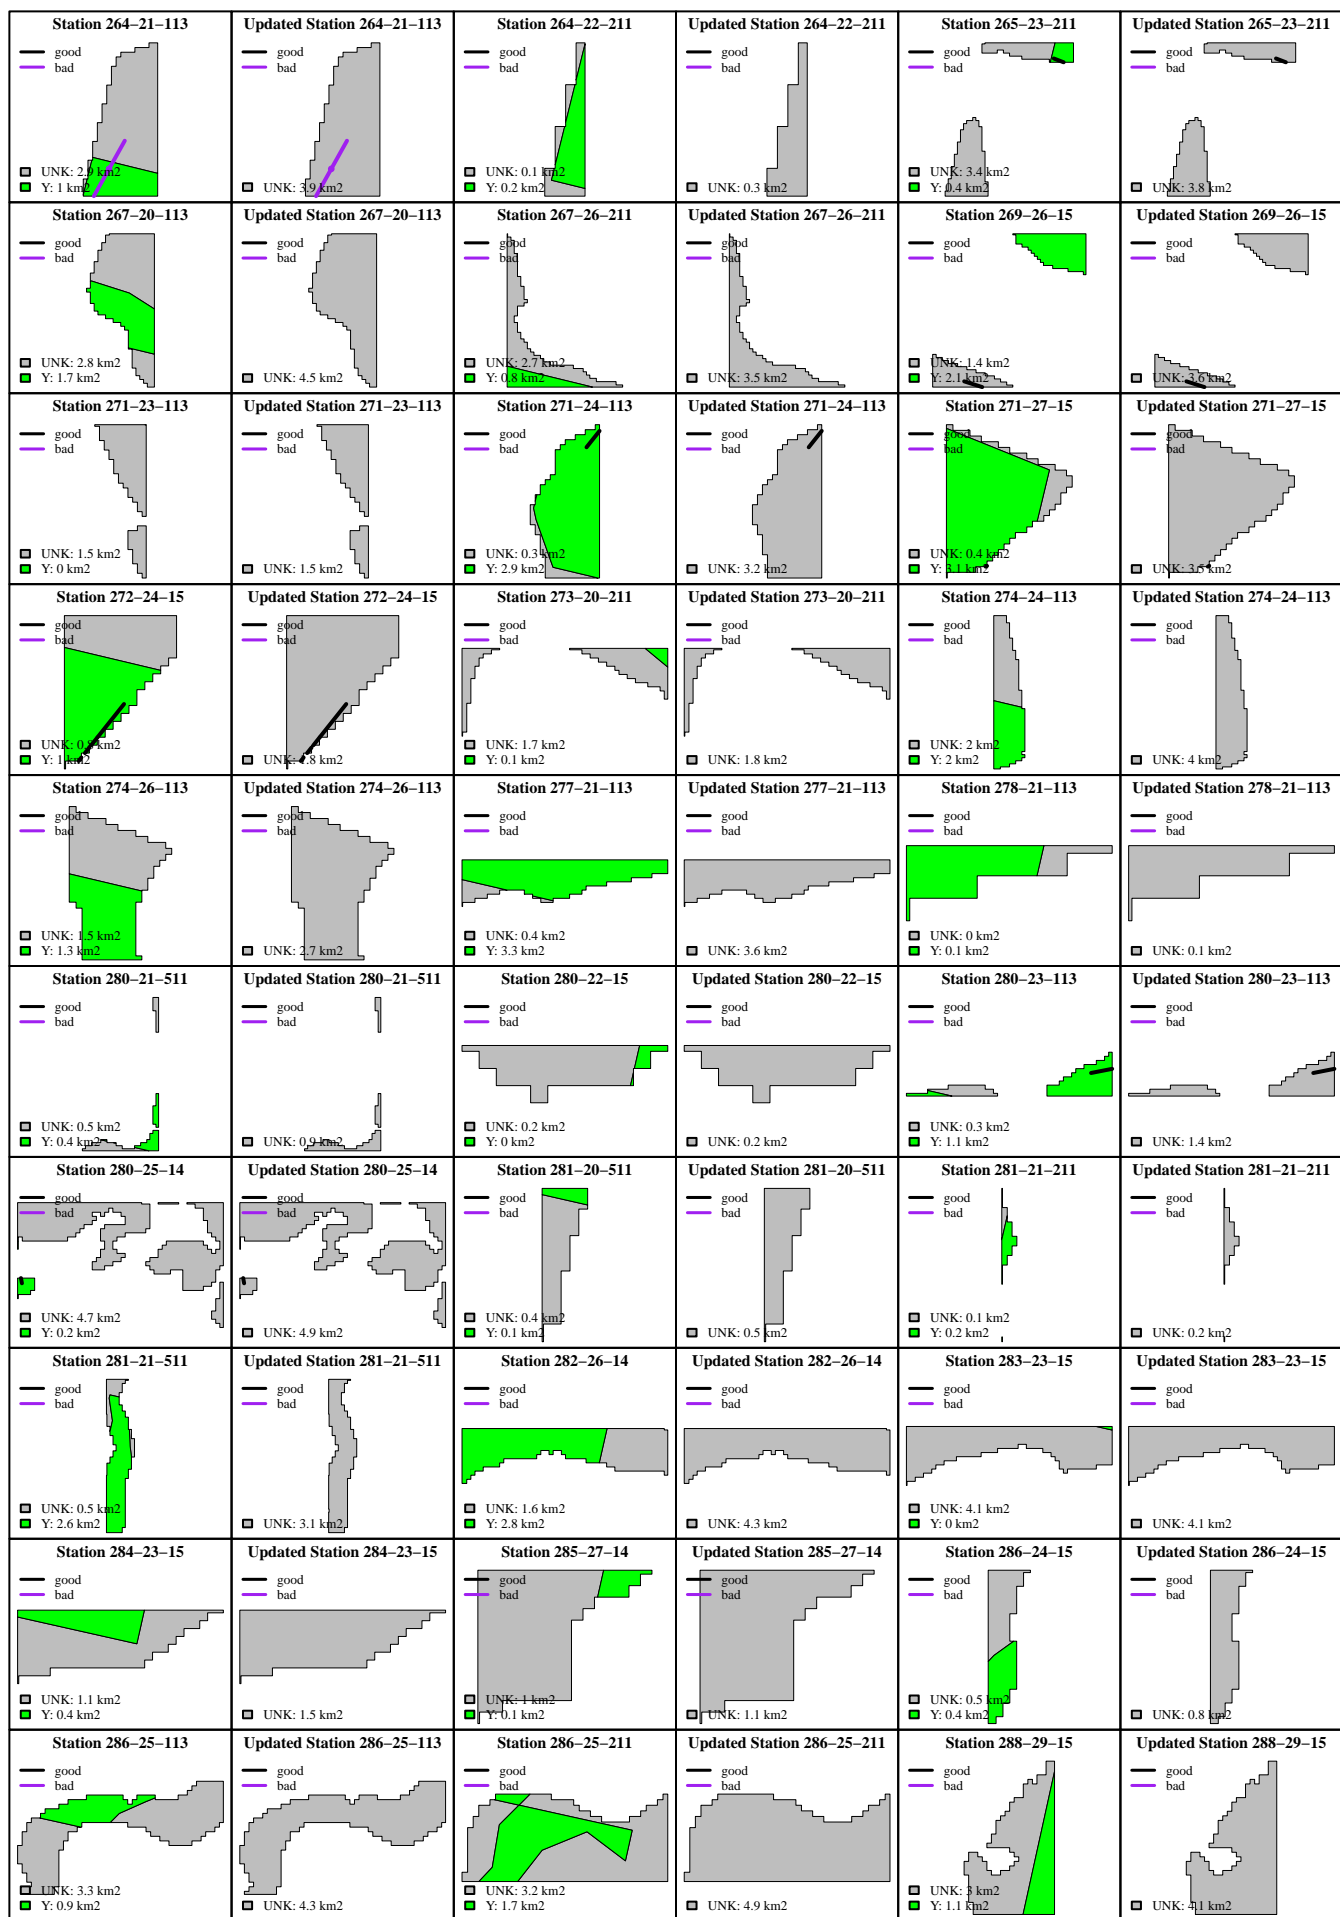 Station 264−21−113
good
bad
UNK: 2.9 km2
Y: 1 km2
Updated Station 264−21−113
good
bad
UNK: 3.9 km2
Station 264−22−211
good
bad
UNK: 0.1 km2
Y: 0.2 km2
Updated Station 264−22−211
good
bad
UNK: 0.3 km2
Station 265−23−211
good
bad
UNK: 3.4 km2
Y: 0.4 km2
Updated Station 265−23−211
good
bad
UNK: 3.8 km2
Station 267−20−113
good
bad
UNK: 2.8 km2
Y: 1.7 km2
Updated Station 267−20−113
good
bad
UNK: 4.5 km2
Station 267−26−211
good
bad
UNK: 2.7 km2
Y: 0.8 km2
Updated Station 267−26−211
good
bad
UNK: 3.5 km2
Station 269−26−15
good
bad
UNK: 1.4 km2
Y: 2.1 km2
Updated Station 269−26−15
good
bad
UNK: 3.6 km2
Station 271−23−113
good
bad
UNK: 1.5 km2
Y: 0 km2
Updated Station 271−23−113
good
bad
UNK: 1.5 km2
Station 271−24−113
good
bad
UNK: 0.3 km2
Y: 2.9 km2
Updated Station 271−24−113
good
bad
UNK: 3.2 km2
Station 271−27−15
good
bad
UNK: 0.4 km2
Y: 3.1 km2
Updated Station 271−27−15
good
bad
UNK: 3.5 km2
Station 272−24−15
good
bad
UNK: 0.8 km2
Y: 1 km2
Updated Station 272−24−15
good
bad
UNK: 1.8 km2
Station 273−20−211
good
bad
UNK: 1.7 km2
Y: 0.1 km2
Updated Station 273−20−211
good
bad
UNK: 1.8 km2
Station 274−24−113
good
bad
UNK: 2 km2
Y: 2 km2
Updated Station 274−24−113
good
bad
UNK: 4 km2
Station 274−26−113
good
bad
UNK: 1.5 km2
Y: 1.3 km2
Updated Station 274−26−113
good
bad
UNK: 2.7 km2
Station 277−21−113
good
bad
UNK: 0.4 km2
Y: 3.3 km2
Updated Station 277−21−113
good
bad
UNK: 3.6 km2
Station 278−21−113
good
bad
UNK: 0 km2
Y: 0.1 km2
Updated Station 278−21−113
good
bad
UNK: 0.1 km2
Station 280−21−511
good
bad
UNK: 0.5 km2
Y: 0.4 km2
Updated Station 280−21−511
good
bad
UNK: 0.9 km2
Station 280−22−15
good
bad
UNK: 0.2 km2
Y: 0 km2
Updated Station 280−22−15
good
bad
UNK: 0.2 km2
Station 280−23−113
good
bad
UNK: 0.3 km2
Y: 1.1 km2
Updated Station 280−23−113
good
bad
UNK: 1.4 km2
Station 280−25−14
good
bad
UNK: 4.7 km2
Y: 0.2 km2
Updated Station 280−25−14
good
bad
UNK: 4.9 km2
Station 281−20−511
good
bad
UNK: 0.4 km2
Y: 0.1 km2
Updated Station 281−20−511
good
bad
UNK: 0.5 km2
Station 281−21−211
good
bad
UNK: 0.1 km2
Y: 0.2 km2
Updated Station 281−21−211
good
bad
UNK: 0.2 km2
Station 281−21−511
good
bad
UNK: 0.5 km2
Y: 2.6 km2
Updated Station 281−21−511
good
bad
UNK: 3.1 km2
Station 282−26−14
good
bad
UNK: 1.6 km2
Y: 2.8 km2
Updated Station 282−26−14
good
bad
UNK: 4.3 km2
Station 283−23−15
good
bad
UNK: 4.1 km2
Y: 0 km2
Updated Station 283−23−15
good
bad
UNK: 4.1 km2
Station 284−23−15
good
bad
UNK: 1.1 km2
Y: 0.4 km2
Updated Station 284−23−15
good
bad
UNK: 1.5 km2
Station 285−27−14
good
bad
UNK: 1 km2
Y: 0.1 km2
Updated Station 285−27−14
good
bad
UNK: 1.1 km2
Station 286−24−15
good
bad
UNK: 0.5 km2
Y: 0.4 km2
Updated Station 286−24−15
good
bad
UNK: 0.8 km2
Station 286−25−113
good
bad
UNK: 3.3 km2
Y: 0.9 km2
Updated Station 286−25−113
good
bad
UNK: 4.3 km2
Station 286−25−211
good
bad
UNK: 3.2 km2
Y: 1.7 km2
Updated Station 286−25−211
good
bad
UNK: 4.9 km2
Station 288−29−15
good
bad
UNK: 3 km2
Y: 1.1 km2
Updated Station 288−29−15
good
bad
UNK: 4.1 km2